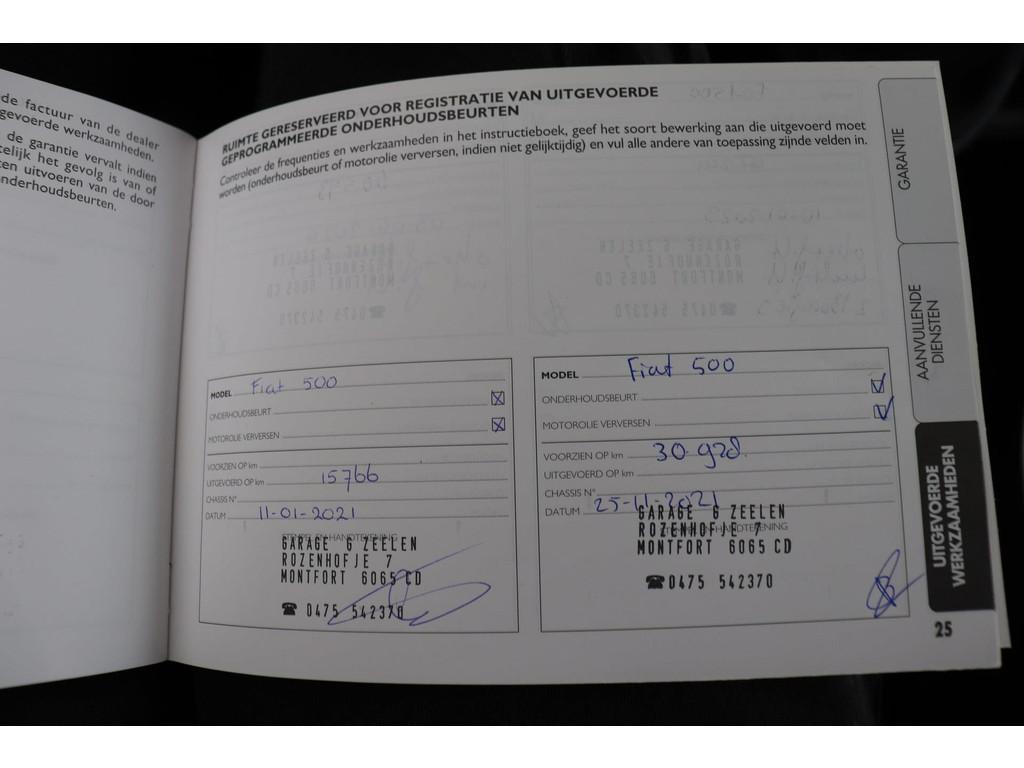 de factuur van de dealer
gevoerde werkzaamheden.
de garantie vervalt indien
telijk het gevolg is van of
ten uitvoeren van de door
onderhoudsbeurten.
RUIMTE GERESERVEERD VOOR REGISTRATIE VAN UITGEVOERDE
GEPROGRAMMEERDE ONDERHOUDSBEURTEN
Controleer de frequenties en werkzaamheden in het instructieboek, geef het soort bewerking aan die uitgevoerd moet
worden (onderhoudsbeurt of motorolie verversen, indien niet gelijktijdig) en vul alle andere van toepassing zijnde velden in.
MODEL Fiat 500
ONDERHOUDSBEURT
MOTOROLIE VERVERSEN
VOORZIEN OP km
UITGEVOERD OP km 15766
CHASSIS N°
DATUM 11-01-2021
GARAGE G ZEELEN
ROZENHOFJE 7
MONTFORT 6065 CD
☎ 0475 542370
MODEL Fiat 500
ONDERHOUDSBEURT
MOTOROLIE VERVERSEN
VOORZIEN OP km 30.928
UITGEVOERD OP km
CHASSIS N°
DATUM 25-11-2021
GARAGE G ZEELEN
ROZENHOFJE 7
MONTFORT 6065 CD
☎0475 542370
GARANTIE
AANVULLENDE
DIENSTEN
UITGEVOERDE
WERKZAAMHEDEN
25